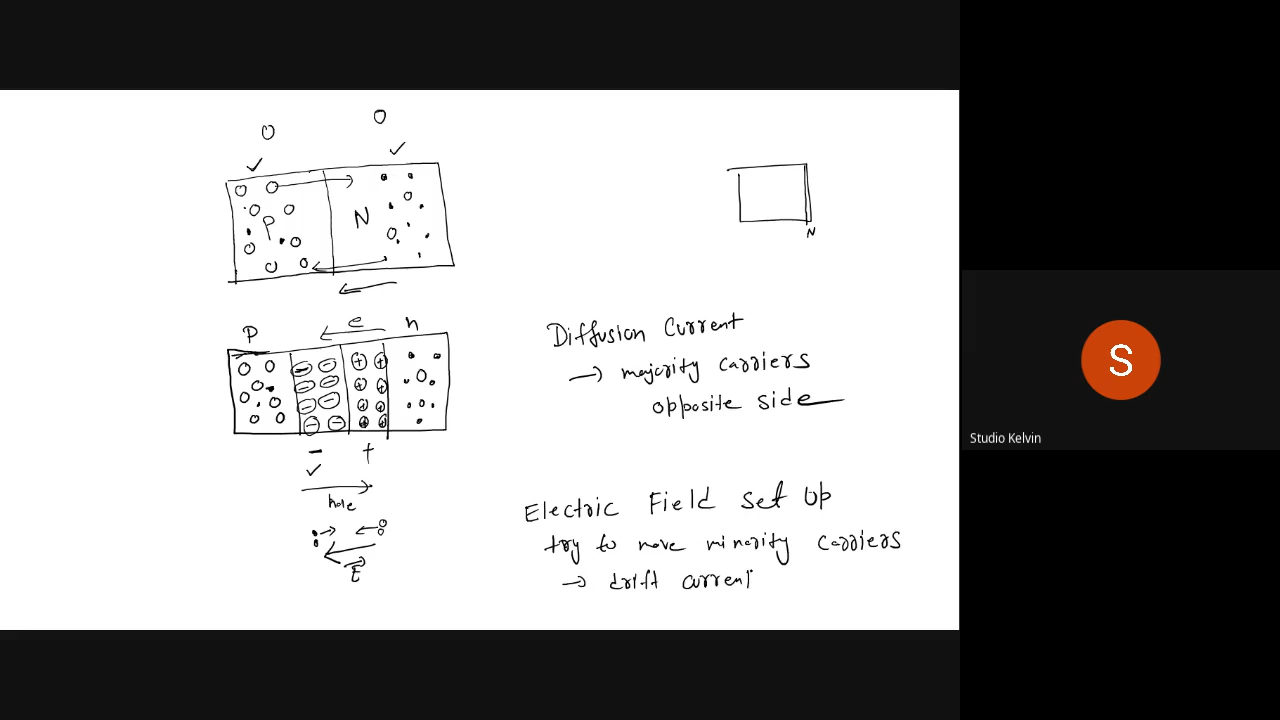 P N
N
P e n
- +
hole
E
Diffusion Current
→ majority carriers
opposite side
Electric Field Set Up
try to move minority carriers
→ drift current
S
Studio Kelvin